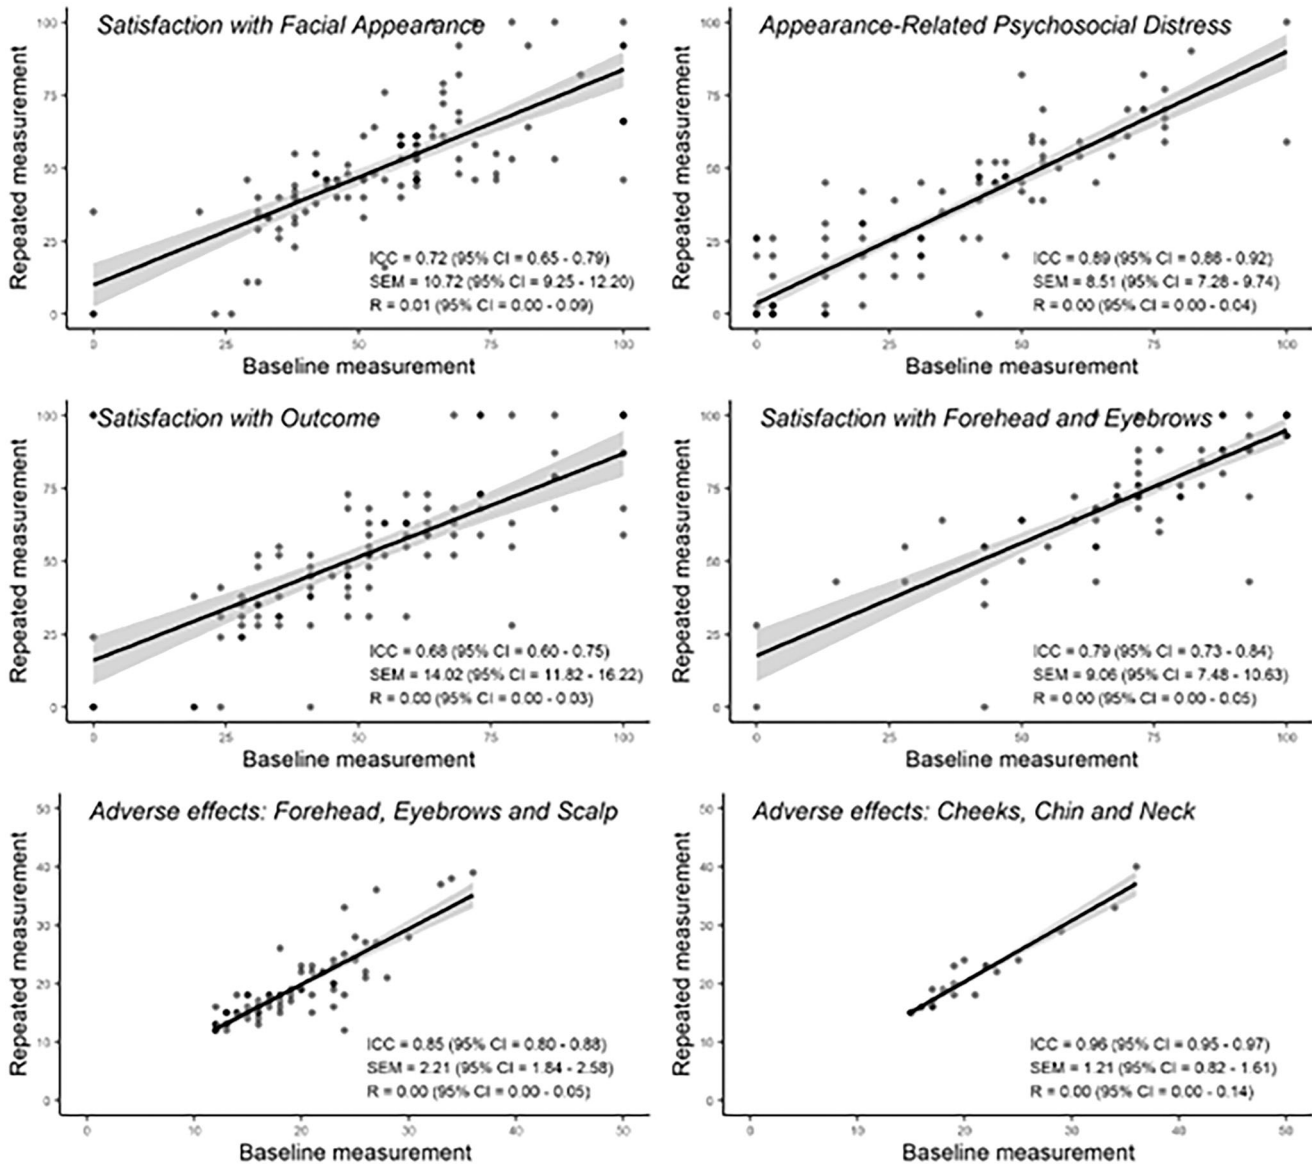 Satisfaction with Facial Appearance
Repeated measurement
100
75
50
25
0
ICC = 0.72 (95% CI = 0.65 - 0.79)
SEM = 10.72 (95% CI = 9.25 - 12.20)
R = 0.01 (95% CI = 0.00 - 0.09)
0 25 50 75 100
Baseline measurement
Appearance-Related Psychosocial Distress
Repeated measurement
100
75
50
25
0
ICC = 0.89 (95% CI = 0.86 - 0.92)
SEM = 8.51 (95% CI = 7.28 - 9.74)
R = 0.00 (95% CI = 0.00 - 0.04)
0 25 50 75 100
Baseline measurement
Satisfaction with Outcome
Repeated measurement
100
75
50
25
0
ICC = 0.68 (95% CI = 0.60 - 0.75)
SEM = 14.02 (95% CI = 11.82 - 16.22)
R = 0.00 (95% CI = 0.00 - 0.03)
0 25 50 75 100
Baseline measurement
Satisfaction with Forehead and Eyebrows
Repeated measurement
100
75
50
25
0
ICC = 0.79 (95% CI = 0.73 - 0.84)
SEM = 9.06 (95% CI = 7.48 - 10.63)
R = 0.00 (95% CI = 0.00 - 0.05)
0 25 50 75 100
Baseline measurement
Adverse effects: Forehead, Eyebrows and Scalp
Repeated measurement
50
40
30
20
10
0
ICC = 0.85 (95% CI = 0.80 - 0.88)
SEM = 2.21 (95% CI = 1.84 - 2.58)
R = 0.00 (95% CI = 0.00 - 0.05)
0 10 20 30 40 50
Baseline measurement
Adverse effects: Cheeks, Chin and Neck
Repeated measurement
50
40
30
20
10
0
ICC = 0.96 (95% CI = 0.95 - 0.97)
SEM = 1.21 (95% CI = 0.82 - 1.61)
R = 0.00 (95% CI = 0.00 - 0.14)
0 10 20 30 40 50
Baseline measurement